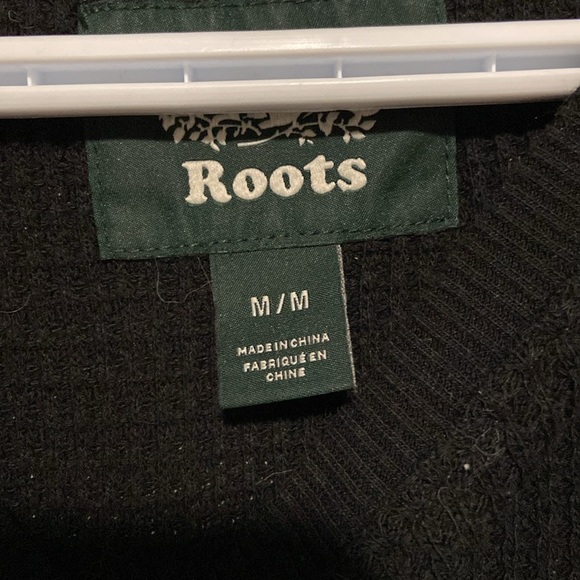 Roots
M/M
MADE IN CHINA
FABRIQUÉ EN
CHINE